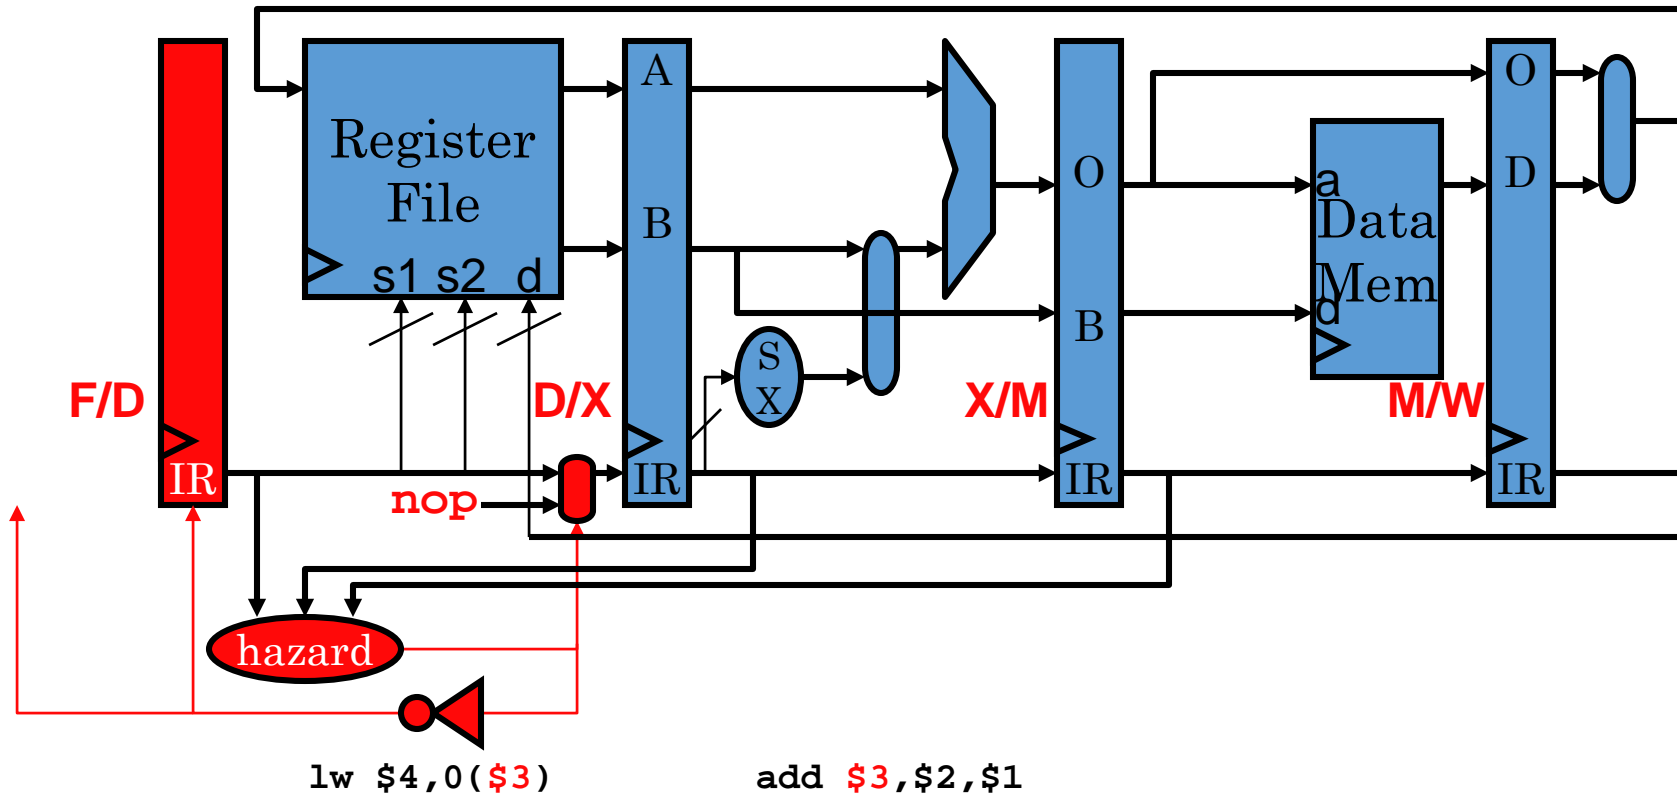 Register
File
s1 s2 d
A
B
S
X
O
B
a
Data
Mem
d
O
D
F/D
D/X
X/M
M/W
IR
IR
IR
IR
nop
hazard
lw $4,0($3)
add $3,$2,$1